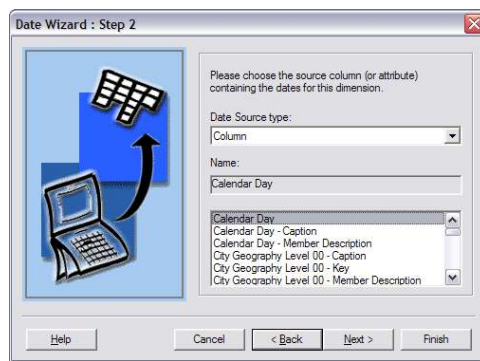 Date Wizard : Step 2
Please choose the source column (or attribute)
containing the dates for this dimension.
Date Source type:
Column
Name:
Calendar Day
Calendar Day
Calendar Day - Caption
Calendar Day - Member Description
City Geography Level 00 - Caption
City Geography Level 00 - Key
City Geography Level 00 - Member Description
Help
Cancel
< Back
Next >
Finish